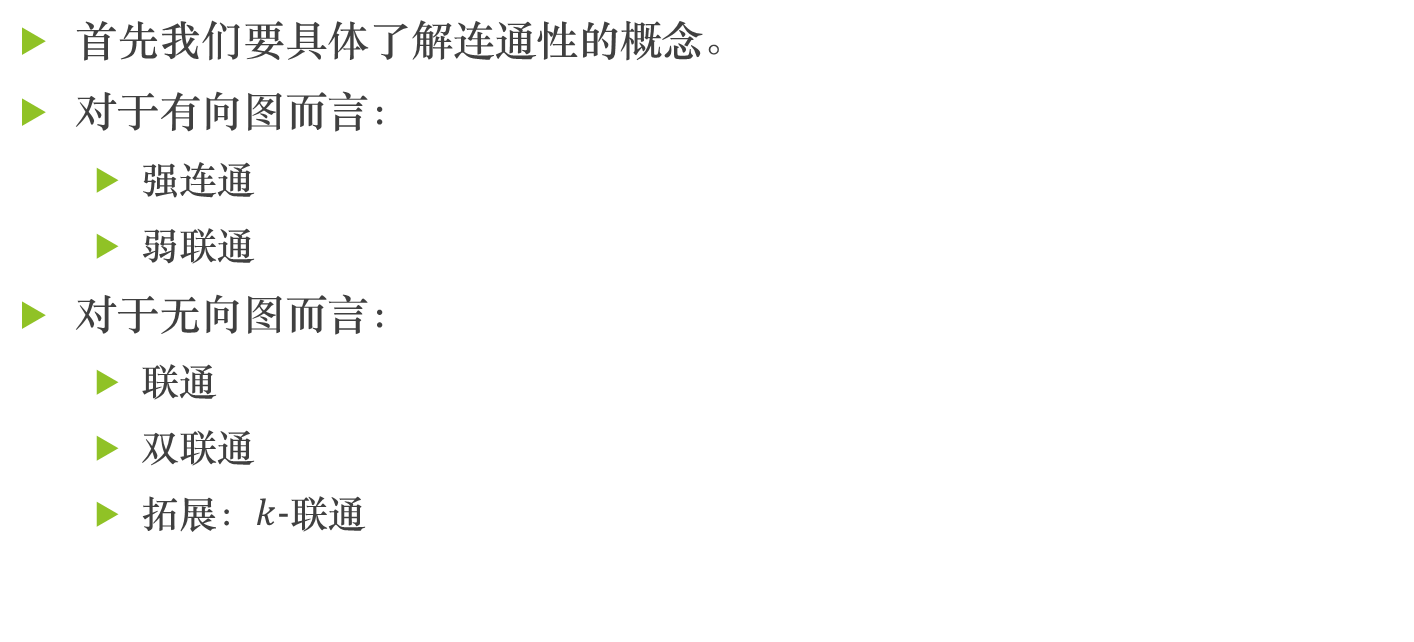 首先我们要具体了解连通性的概念。
对于有向图而言：
强连通
弱联通
对于无向图而言：
联通
双联通
拓展：k-联通